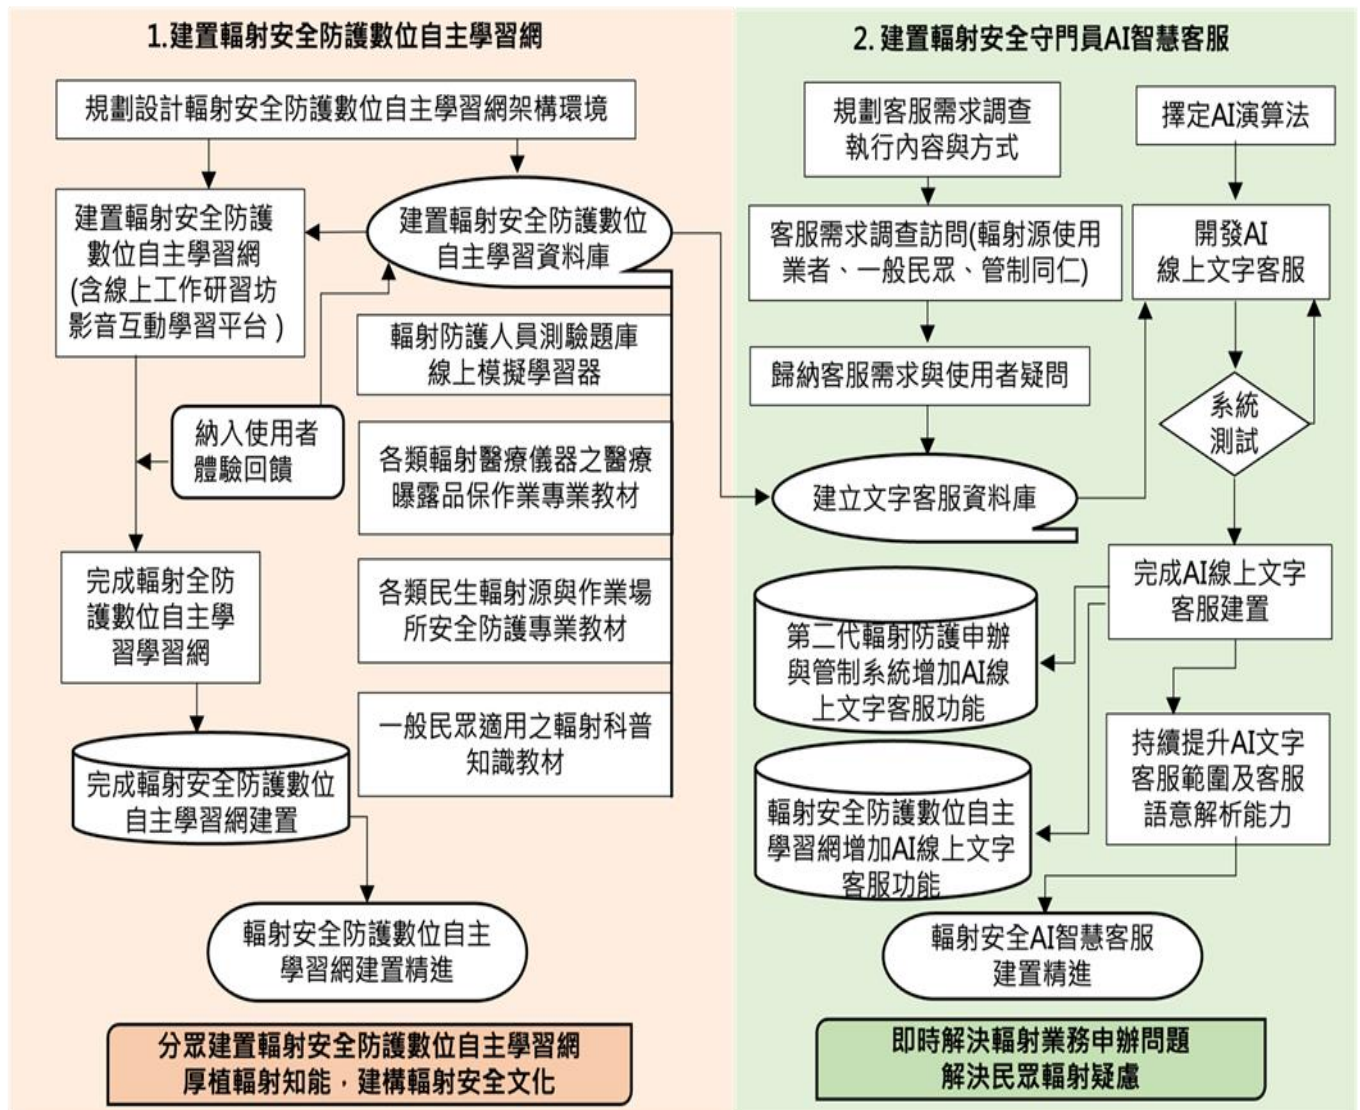 1.建置輻射安全防護數位自主學習網
規劃設計輻射安全防護數位自主學習網架構環境
建置輻射安全防護
數位自主學習網
(含線上工作研習坊
影音互動學習平台)
建置輻射安全防護數位
自主學習資料庫
輻射防護人員測驗題庫
線上模擬學習器
納入使用者
體驗回饋
各類輻射醫療儀器之醫療
曝露品保作業專業教材
完成輻射全防
護數位自主學
習學習網
各類民生輻射源與作業場
所安全防護專業教材
一般民眾適用之輻射科普
知識教材
完成輻射安全防護數位
自主學習網建置
輻射安全防護數位自主
學習網建置精進
分眾建置輻射安全防護數位自主學習網
厚植輻射知能，建構輻射安全文化
2. 建置輻射安全守門員AI智慧客服
規劃客服需求調查
執行內容與方式
擇定AI演算法
客服需求調查訪問(輻射源使用
業者、一般民眾、管制同仁)
開發AI
線上文字客服
歸納客服需求與使用者疑問
系統
測試
建立文字客服資料庫
完成AI線上文字
客服建置
第二代輻射防護申辦
與管制系統增加AI線
上文字客服功能
持續提升AI文字
客服範圍及客服
語意解析能力
輻射安全防護數位自主
學習網增加AI線上文字
客服功能
輻射安全AI智慧客服
建置精進
即時解決輻射業務申辦問題
解決民眾輻射疑慮